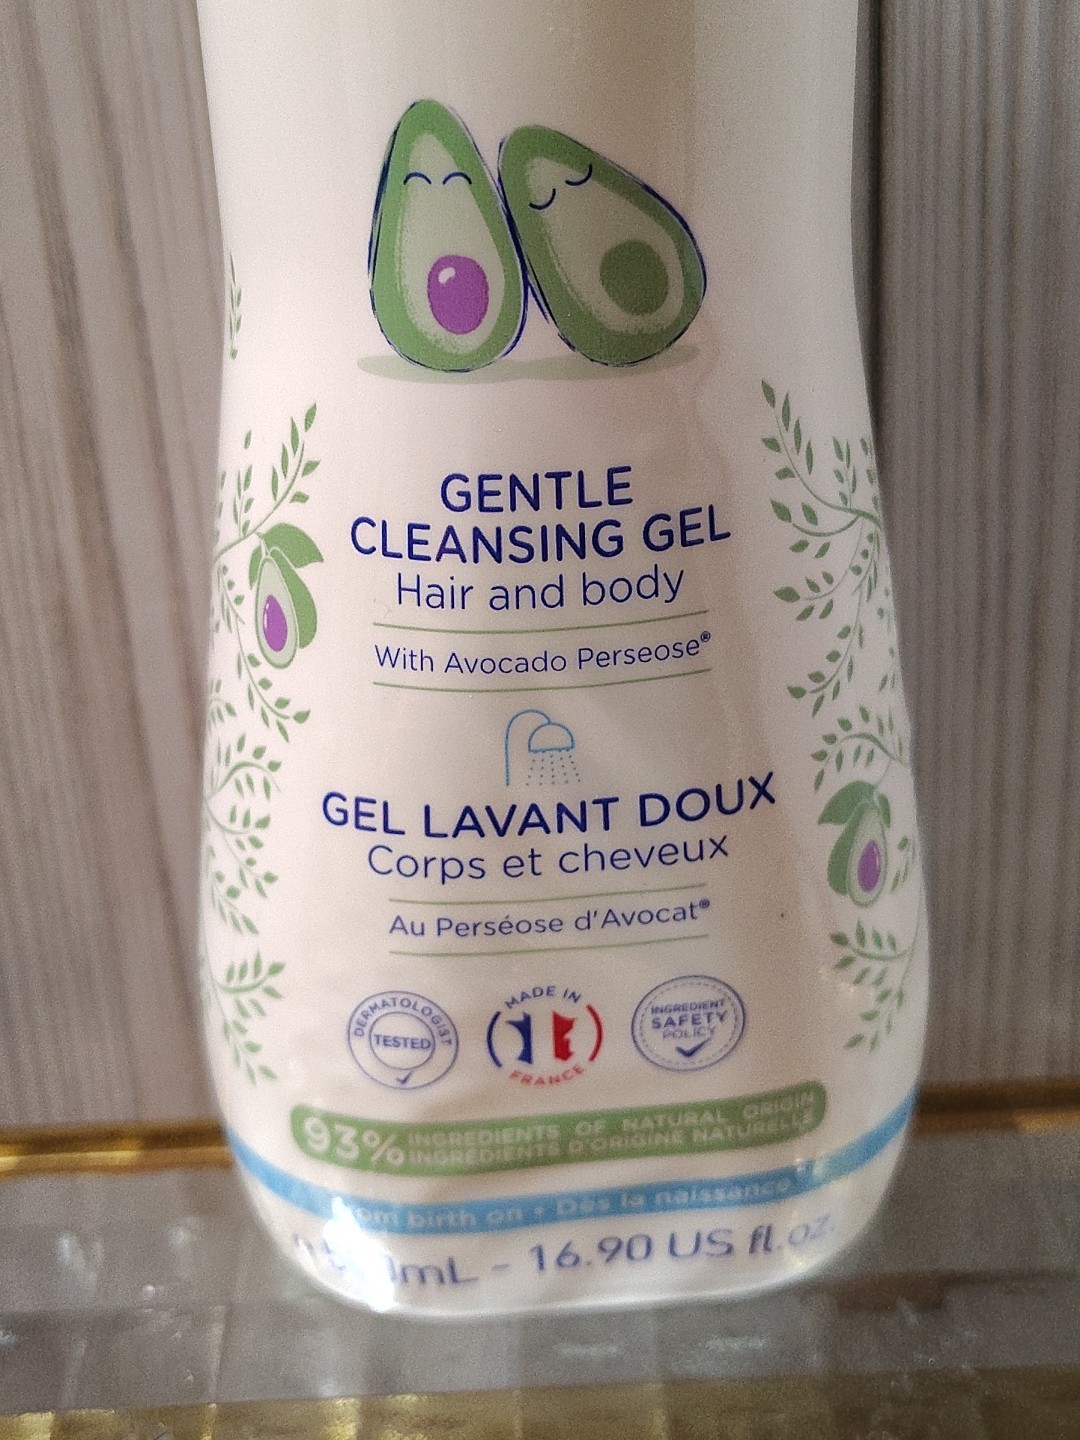 GENTLE
CLEANSING GEL
Hair and body
With Avocado Perseose®
GEL LAVANT DOUX
Corps et cheveux
Au Perséose d'Avocat®
DERMATOLOGIST
TESTED
MADE IN
FRANCE
INGREDIENT
SAFETY
POLICY
93% INGREDIENTS OF NATURAL ORIGIN
INGRÉDIENTS D'ORIGINE NATURELLE
birth on • Dès la naissance
mL - 16.90 US fl.oz.